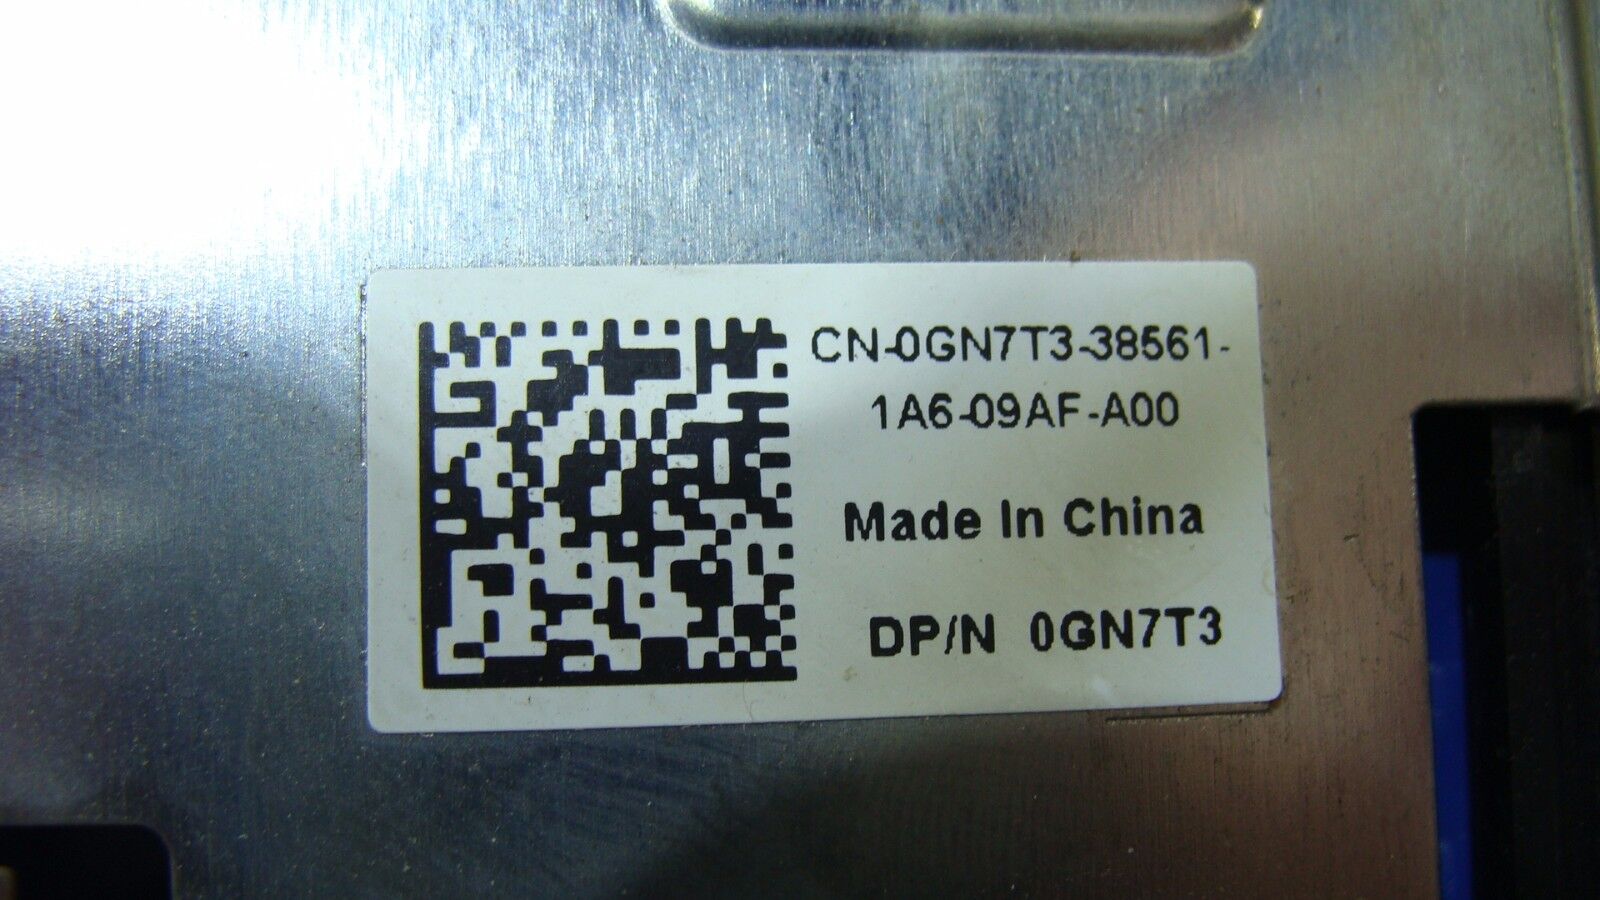 CN-0GN7T3-38561-
1A6-09AF-A00
Made In China
DP/N 0GN7T3